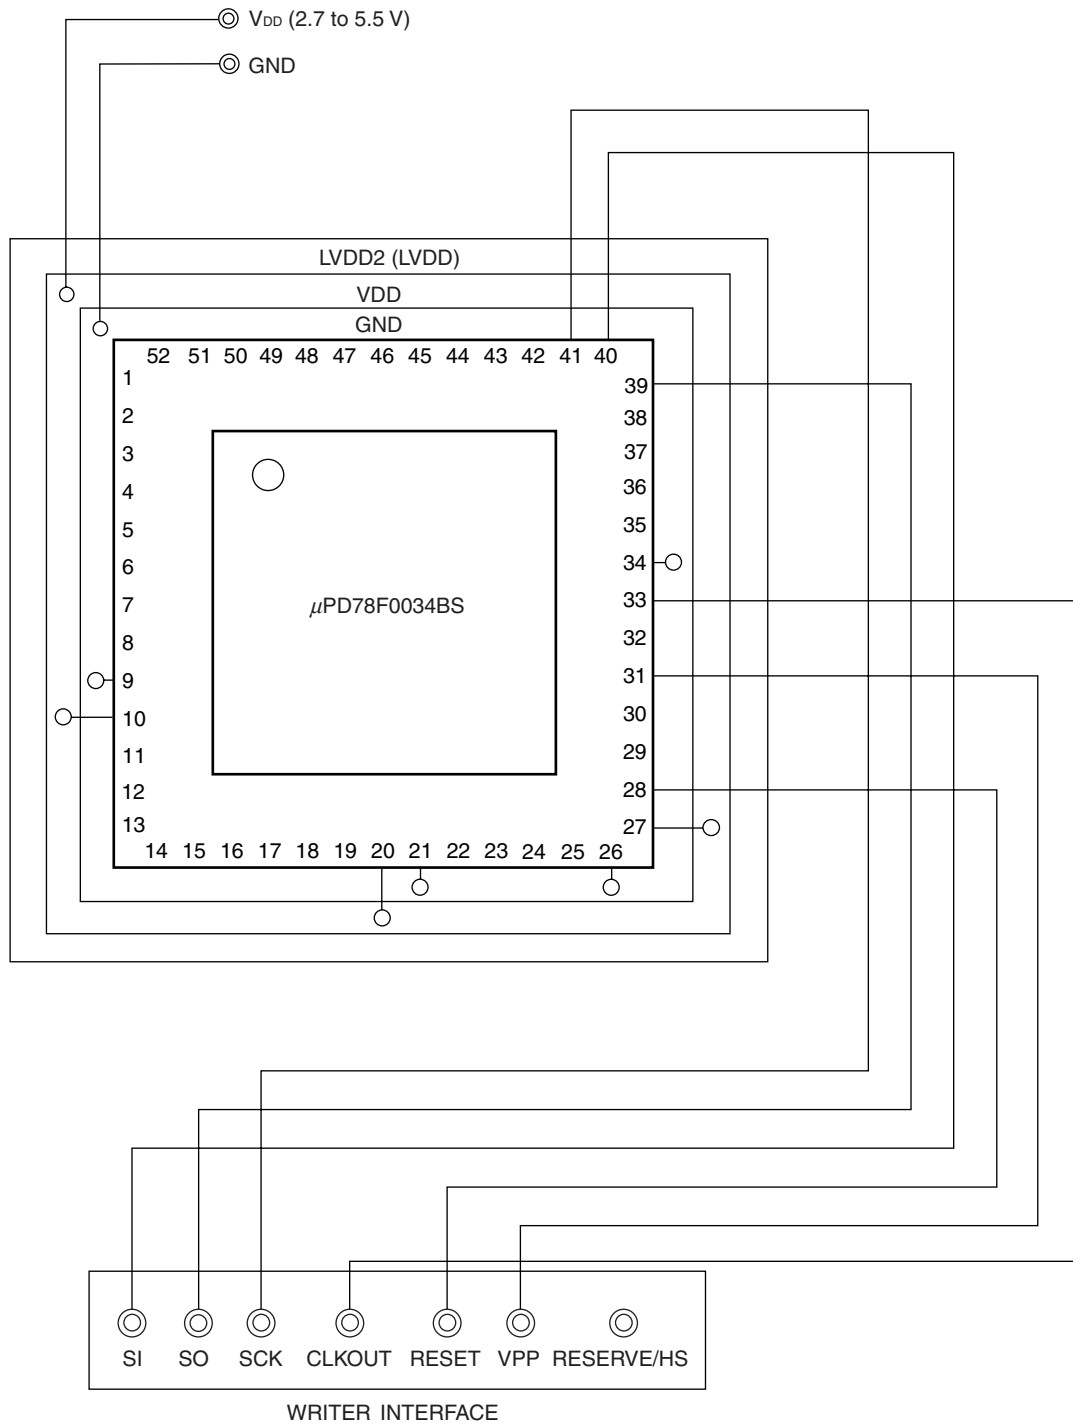 VDD (2.7 to 5.5 V)
GND
LVDD2 (LVDD)
VDD
GND
52 51 50 49 48 47 46 45 44 43 42 41 40
1
2
3
4
5
6
7
8
9
10
11
12
13
39
38
37
36
35
34
33
32
31
30
29
28
27
μPD78F0034BS
14 15 16 17 18 19 20 21 22 23 24 25 26
SI SO SCK CLKOUT RESET VPP RESERVE/HS
WRITER INTERFACE